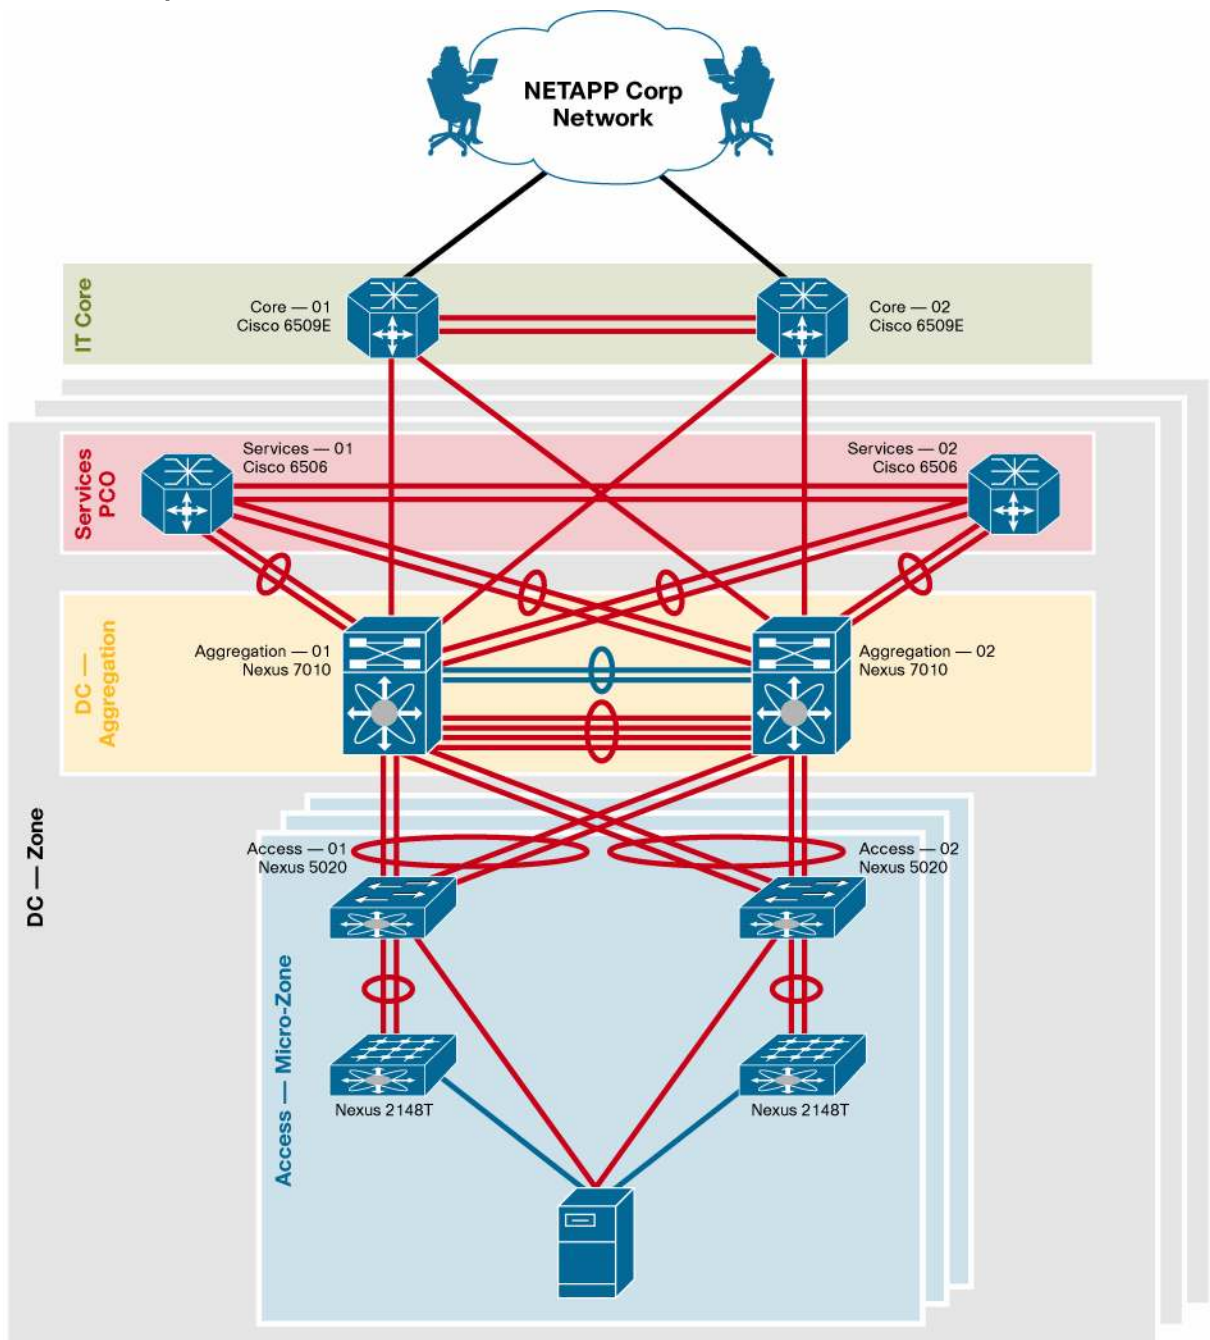 NETAPP Corp
Network
IT Core
Core — 01
Cisco 6509E
Core — 02
Cisco 6509E
Services
PCO
Services — 01
Cisco 6506
Services — 02
Cisco 6506
DC —
Aggregation
Aggregation — 01
Nexus 7010
Aggregation — 02
Nexus 7010
DC — Zone
Access — 01
Nexus 5020
Access — 02
Nexus 5020
Access — Micro-Zone
Nexus 2148T
Nexus 2148T